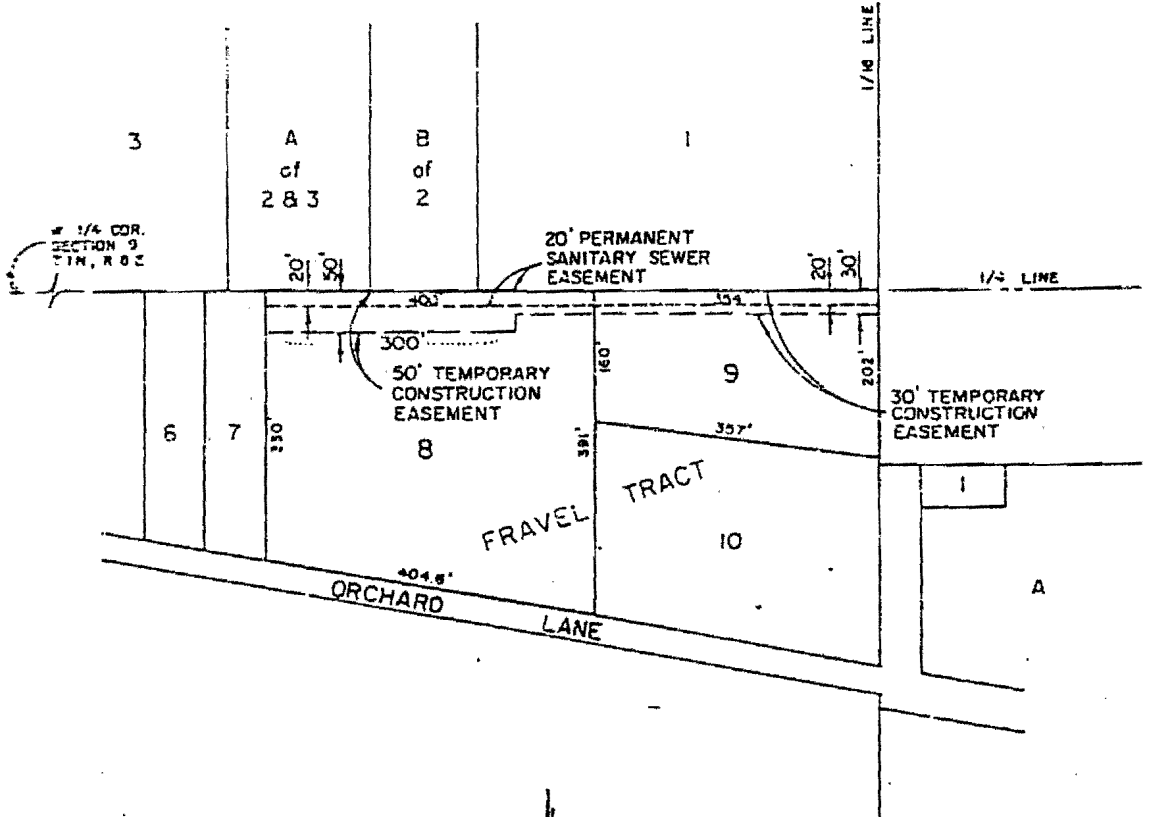 1/16 LINE
3
A
of
2 & 3
B
of
2
1
1/4 COR.
SECTION 9
20'
50'
20' PERMANENT
SANITARY SEWER
EASEMENT
20'
30'
1/4 LINE
300'
50' TEMPORARY
CONSTRUCTION
EASEMENT
160'
9
202'
30' TEMPORARY
CONSTRUCTION
EASEMENT
6
7
8
391'
357'
FRAVEL TRACT
10
1
A
ORCHARD LANE